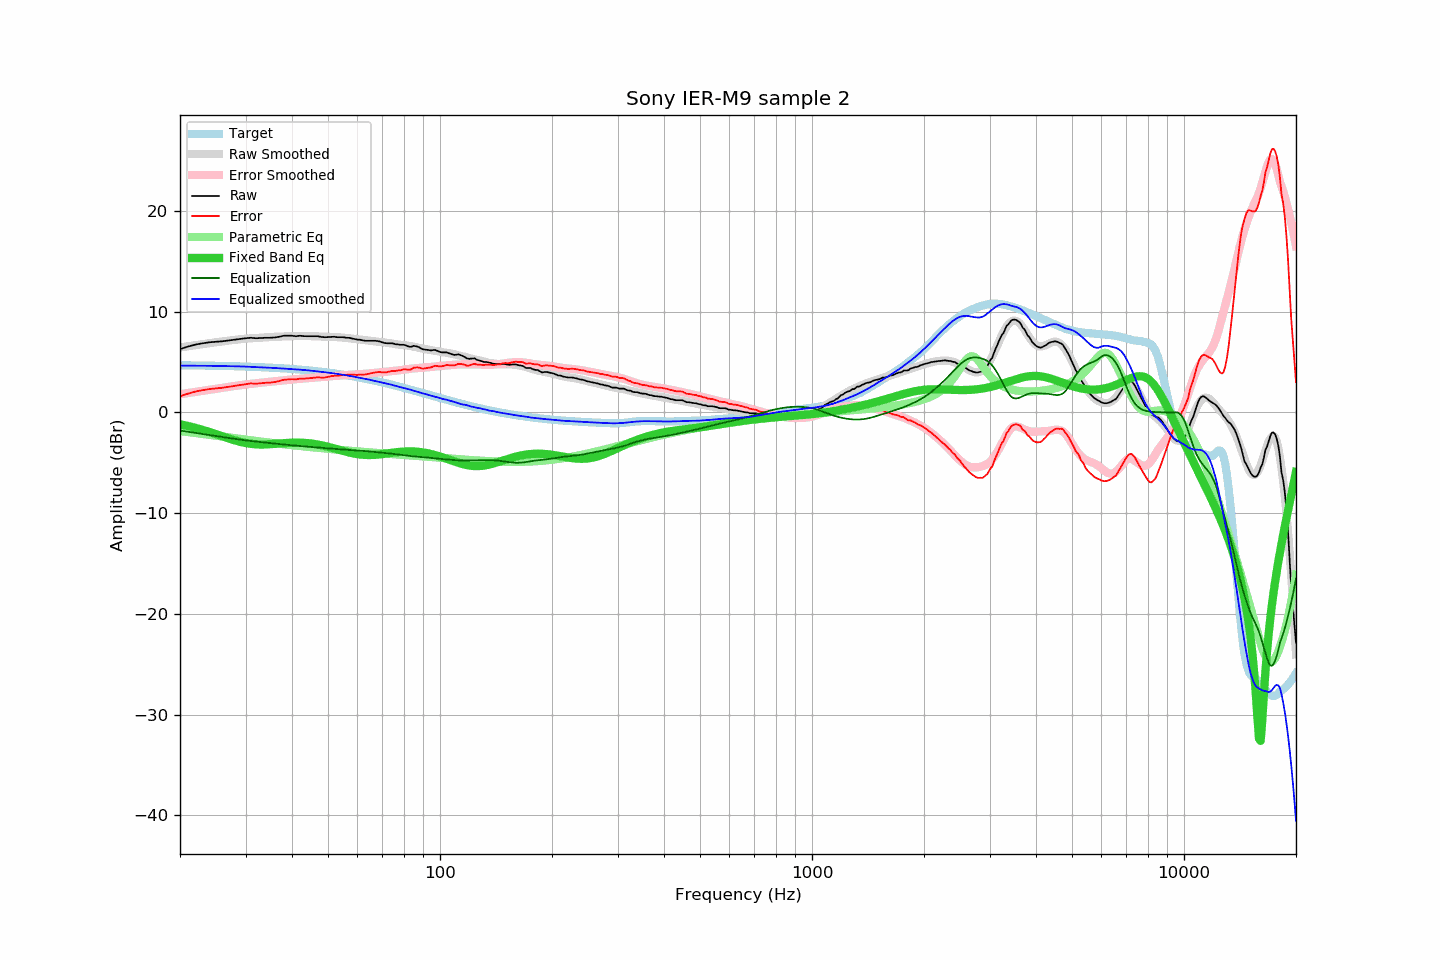 Sony IER-M9 sample 2
Target
Raw Smoothed
Error Smoothed
Raw
Error
Parametric Eq
Fixed Band Eq
Equalization
Equalized smoothed
20
10
0
−10
−20
−30
−40
Amplitude (dBr)
100
1000
10000
Frequency (Hz)